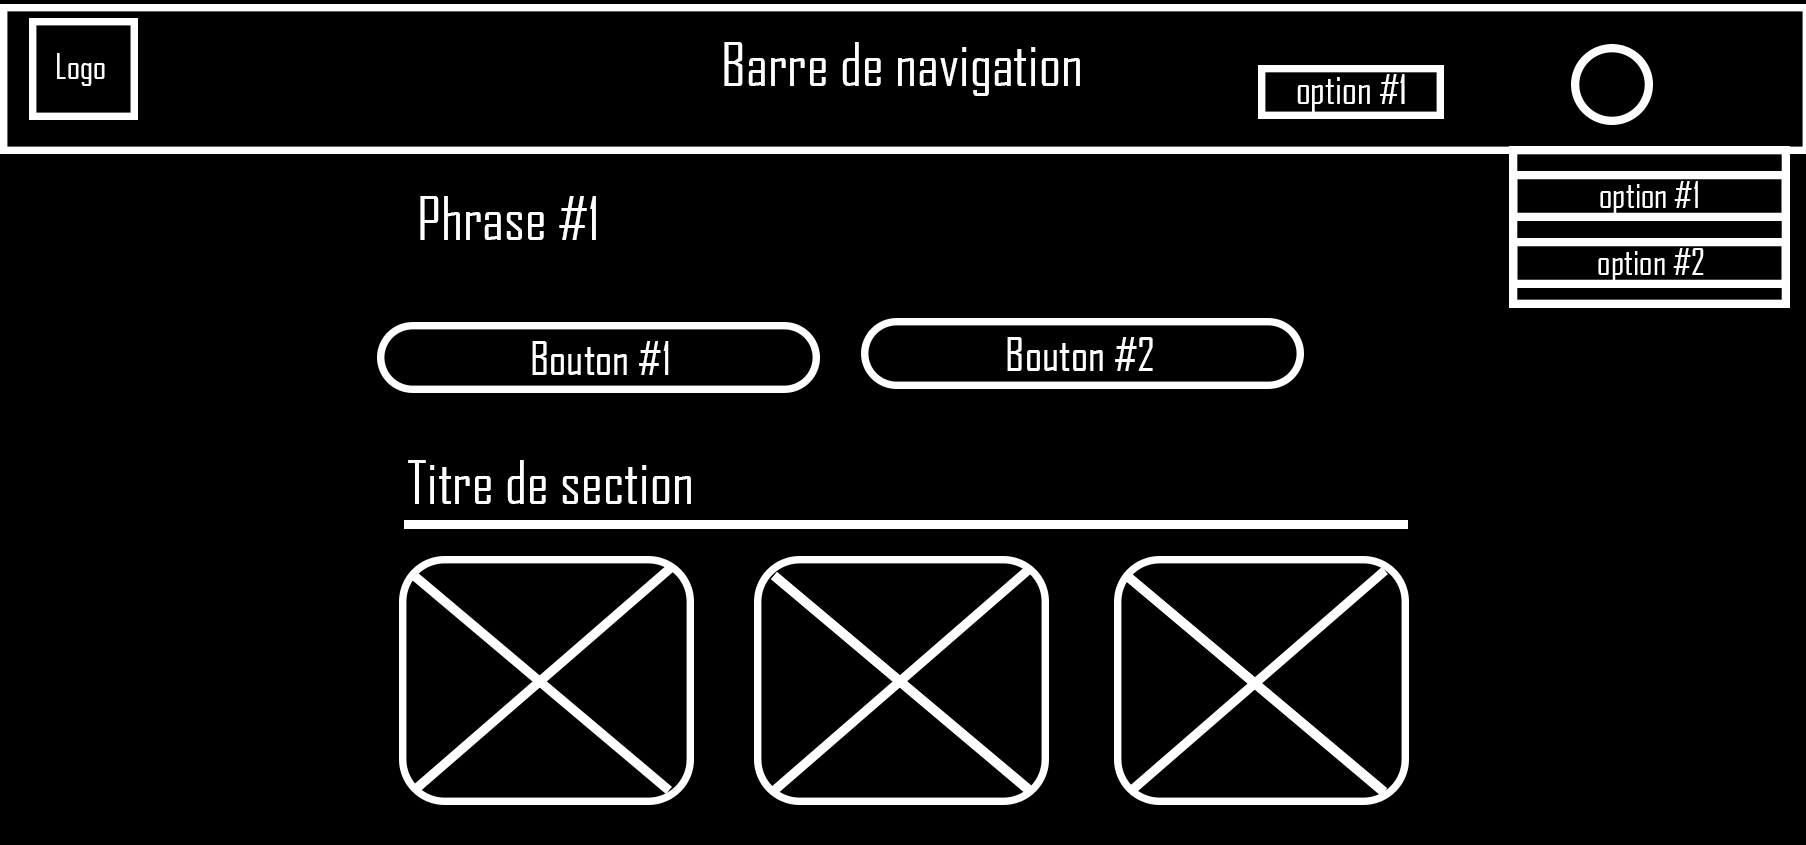 Logo
Barre de navigation
option #1
option #1
option #2
Phrase #1
Bouton #1
Bouton #2
Titre de section